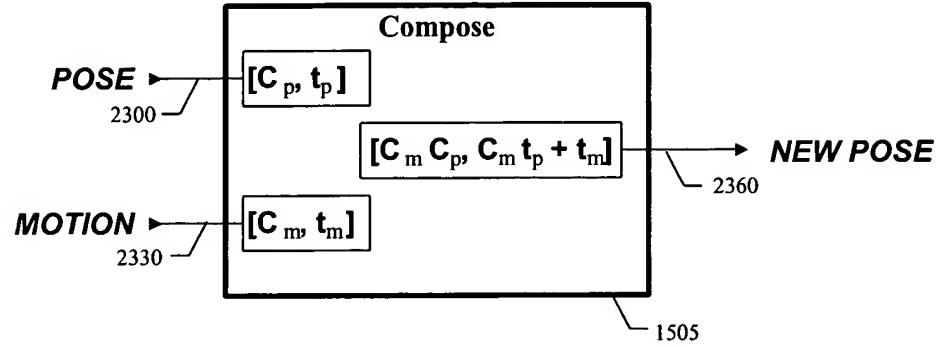 Compose
POSE
[C p, t p]
2300
[C m C p, C m t p + t m]
NEW POSE
2360
MOTION
[C m, t m]
2330
1505